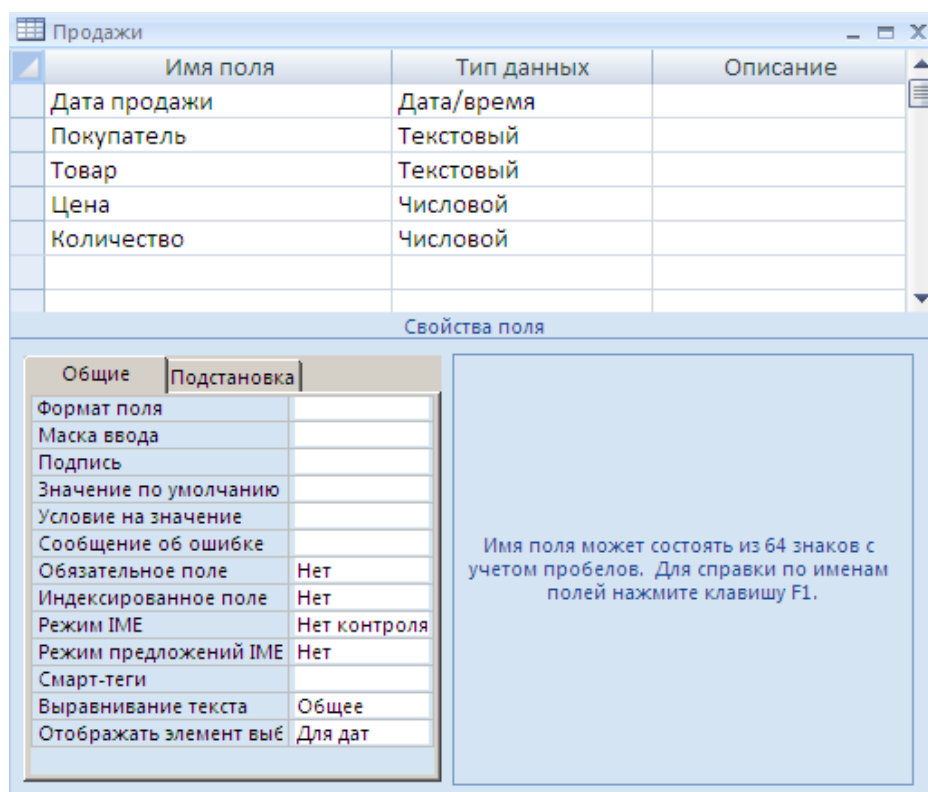 Продажи
Имя поля Тип данных Описание
Дата продажи Дата/время
Покупатель Текстовый
Товар Текстовый
Цена Числовой
Количество Числовой
Свойства поля
Общие Подстановка
Формат поля
Маска ввода
Подпись
Значение по умолчанию
Условие на значение
Сообщение об ошибке
Обязательное поле Нет
Индексированное поле Нет
Режим IME Нет контроля
Режим предложений IME Нет
Смарт-теги
Выравнивание текста Общее
Отображать элемент выб Для дат
Имя поля может состоять из 64 знаков с
учетом пробелов. Для справки по именам
полей нажмите клавишу F1.